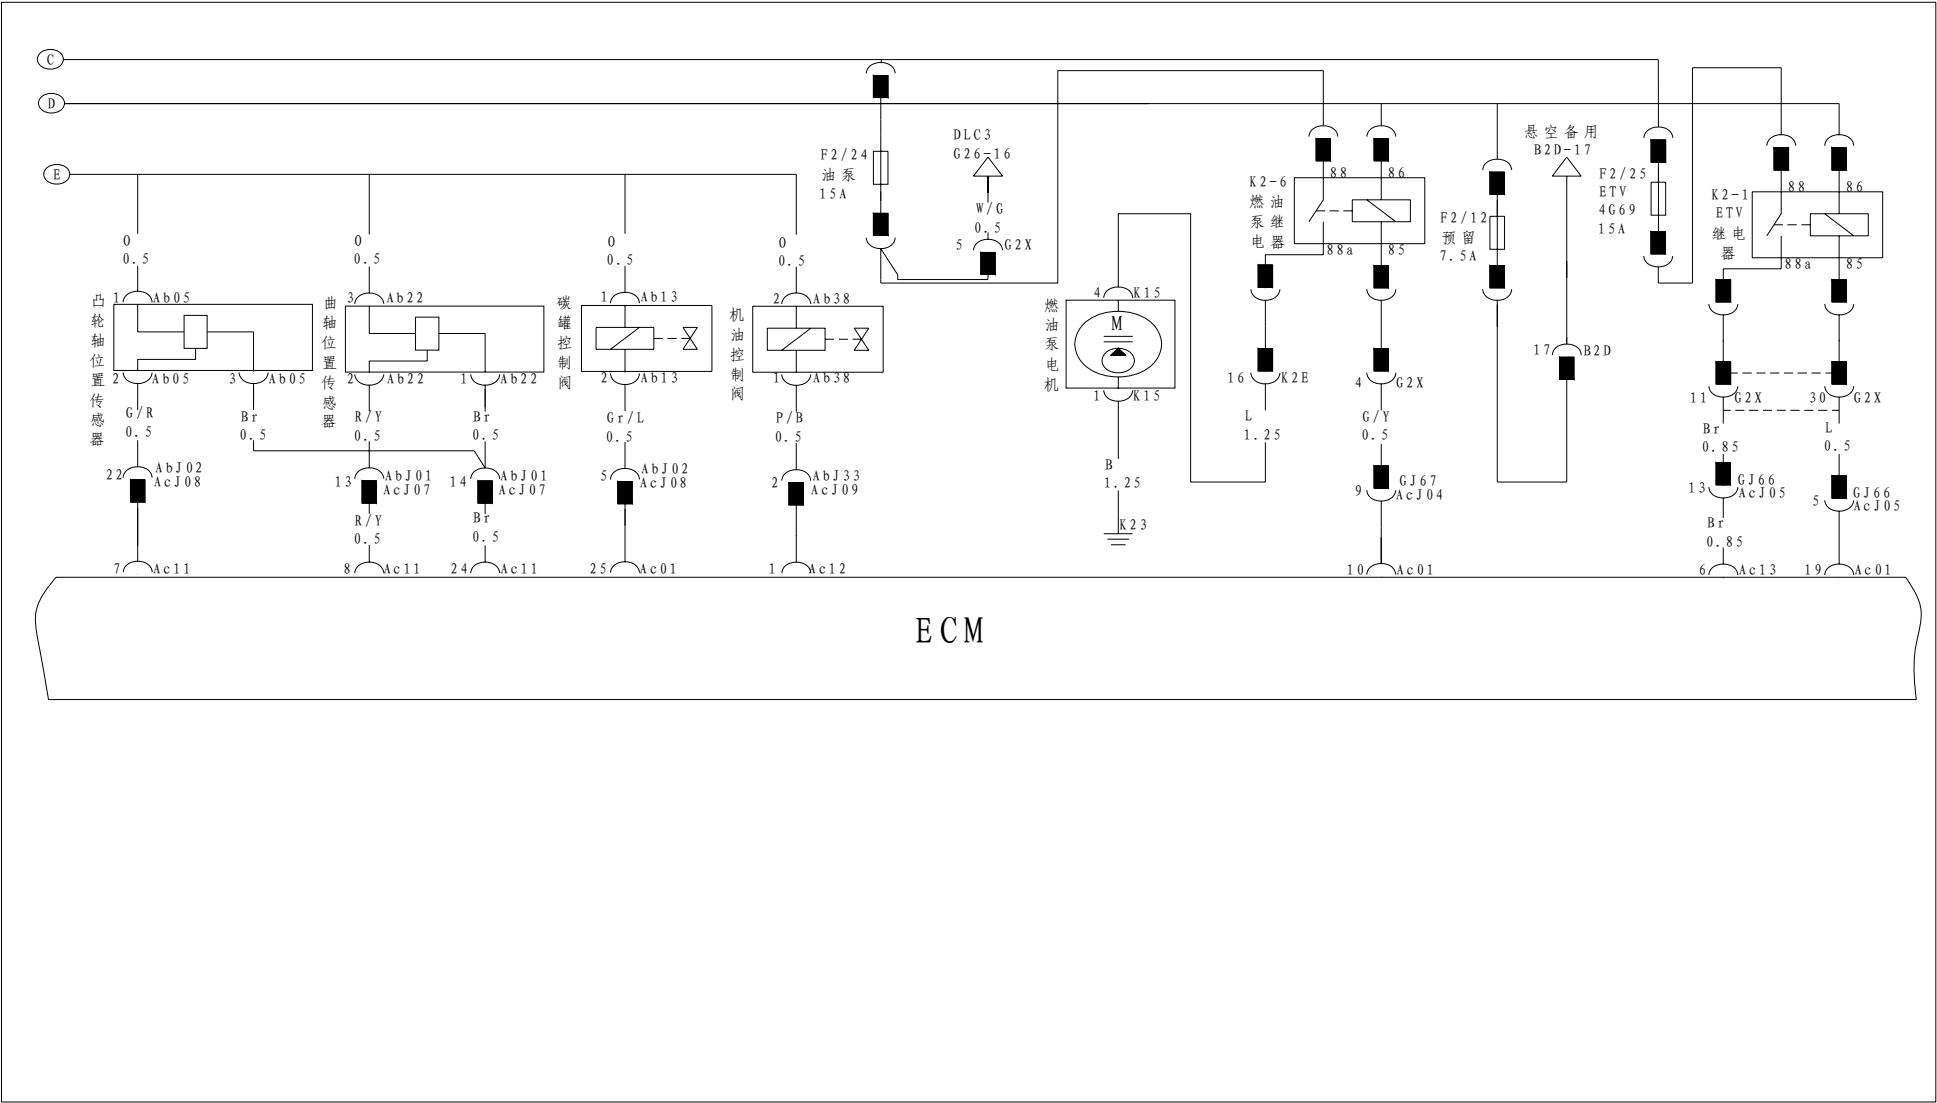 C
D
E
F2/24
油泵
15A
DLC3
G26-16
W/G
0.5
5 G2X
K2-6
燃油
泵继
电器
88
86
88a
85
F2/12
预留
7.5A
悬空备用
B2D-17
F2/25
ETV
4G69
15A
K2-1
ETV
继电
器
88
86
88a
85
0
0.5
0
0.5
0
0.5
0
0.5
凸轮轴位置传感器
1 Ab05
2 Ab05
3 Ab05
曲轴位置传感器
3 Ab22
2 Ab22
1 Ab22
碳罐控制阀
1 Ab13
2 Ab13
机油控制阀
2 Ab38
1 Ab38
燃油泵电机
4 K15
M
1 K15
16 K2E
4 G2X
17 B2D
11 G2X
30 G2X
G/R
0.5
Br
0.5
R/Y
0.5
Br
0.5
Gr/L
0.5
P/B
0.5
B
1.25
L
1.25
G/Y
0.5
Br
0.85
L
0.5
22 AbJ02
AcJ08
13 AbJ01
AcJ07
14 AbJ01
AcJ07
5 AbJ02
AcJ08
2 AbJ33
AcJ09
9 GJ67
AcJ04
13 GJ66
AcJ05
5 GJ66
AcJ05
R/Y
0.5
Br
0.5
K23
Br
0.85
7 Ac11
8 Ac11
24 Ac11
25 Ac01
1 Ac12
10 Ac01
6 Ac13
19 Ac01
ECM